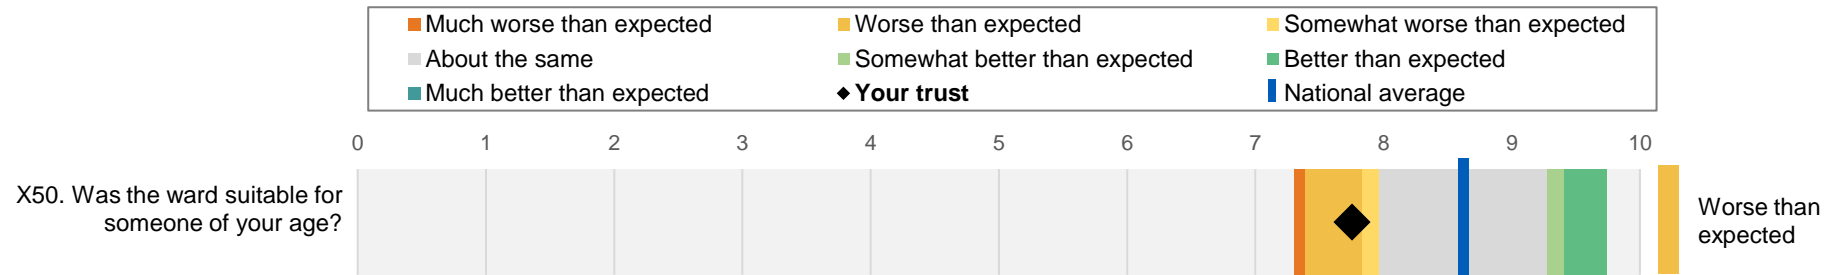 Much worse than expected
Worse than expected
Somewhat worse than expected
About the same
Somewhat better than expected
Better than expected
Much better than expected
Your trust
National average
0 1 2 3 4 5 6 7 8 9 10
X50. Was the ward suitable for
someone of your age?
Worse than
expected